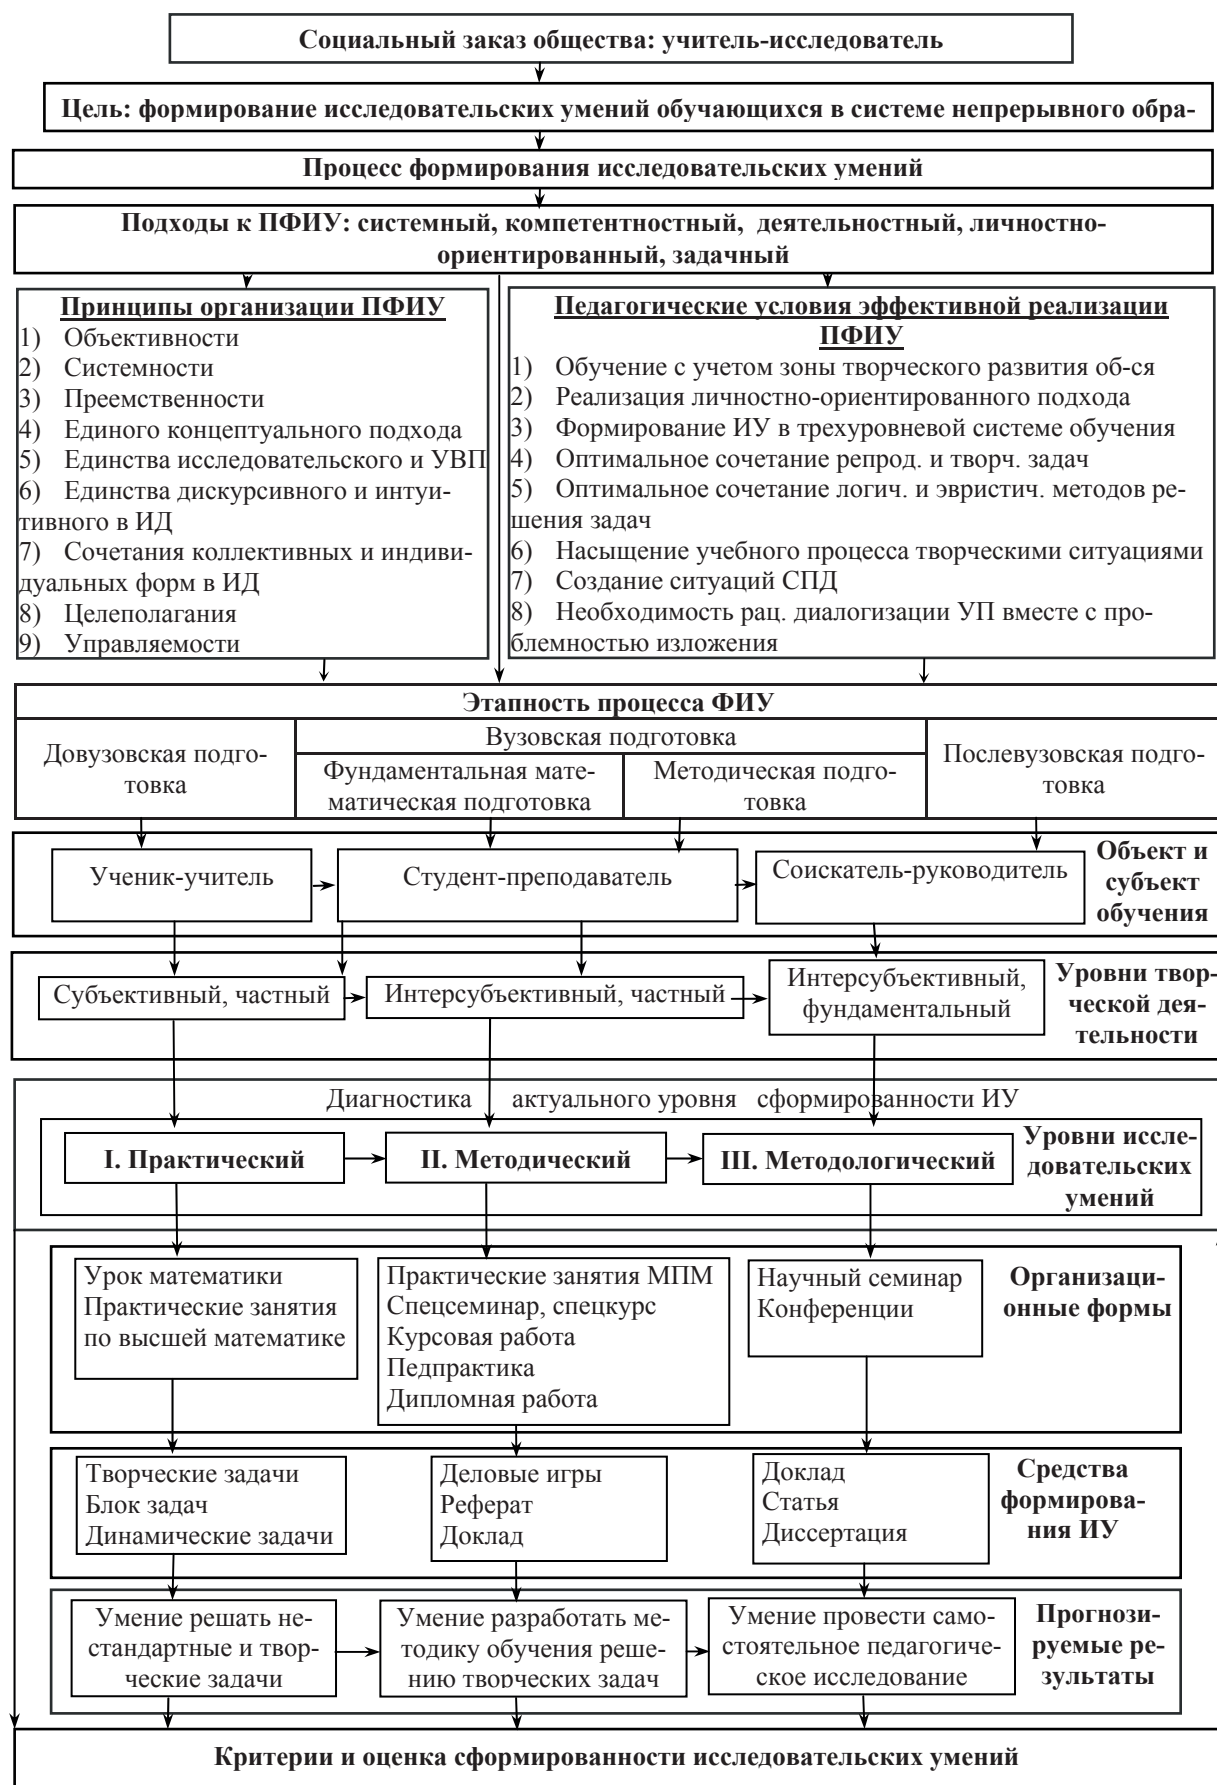 Социальный заказ общества: учитель-исследователь
Цель: формирование исследовательских умений обучающихся в системе непрерывного обра-
Процесс формирования исследовательских умений
Подходы к ПФИУ: системный, компетентностный, деятельностный, личностно-
ориентированный, задачный
Принципы организации ПФИУ
1) Объективности
2) Системности
3) Преемственности
4) Единого концептуального подхода
5) Единства исследовательского и УВП
6) Единства дискурсивного и интуи-
тивного в ИД
7) Сочетания коллективных и индиви-
дуальных форм в ИД
8) Целеполагания
9) Управляемости
Педагогические условия эффективной реализации
ПФИУ
1) Обучение с учетом зоны творческого развития об-ся
2) Реализация личностно-ориентированного подхода
3) Формирование ИУ в трехуровневой системе обучения
4) Оптимальное сочетание репрод. и творч. задач
5) Оптимальное сочетание логич. и эвристич. методов ре-
шения задач
6) Насыщение учебного процесса творческими ситуациями
7) Создание ситуаций СПД
8) Необходимость рац. диалогизации УП вместе с про-
блемностью изложения
Этапность процесса ФИУ
Довузовская подго-
товка
Вузовская подготовка
Фундаментальная мате-
матическая подготовка
Методическая подго-
товка
Послевузовская подго-
товка
Ученик-учитель
Студент-преподаватель
Соискатель-руководитель
Объект и
субъект
обучения
Субъективный, частный
Интерсубъективный, частный
Интерсубъективный,
фундаментальный
Уровни твор-
ческой дея-
тельности
Диагностика актуального уровня сформированности ИУ
I. Практический
II. Методический
III. Методологический
Уровни иссле-
довательских
умений
Урок математики
Практические занятия
по высшей математике
Практические занятия МПМ
Спецсеминар, спецкурс
Курсовая работа
Педпрактика
Дипломная работа
Научный семинар
Конференции
Организаци-
онные формы
Творческие задачи
Блок задач
Динамические задачи
Деловые игры
Реферат
Доклад
Доклад
Статья
Диссертация
Средства
формирова-
ния ИУ
Умение решать не-
стандартные и твор-
ческие задачи
Умение разработать ме-
тодику обучения реше-
нию творческих задач
Умение провести само-
стоятельное педагогиче-
ское исследование
Прогнози-
руемые ре-
зультаты
Критерии и оценка сформированности исследовательских умений